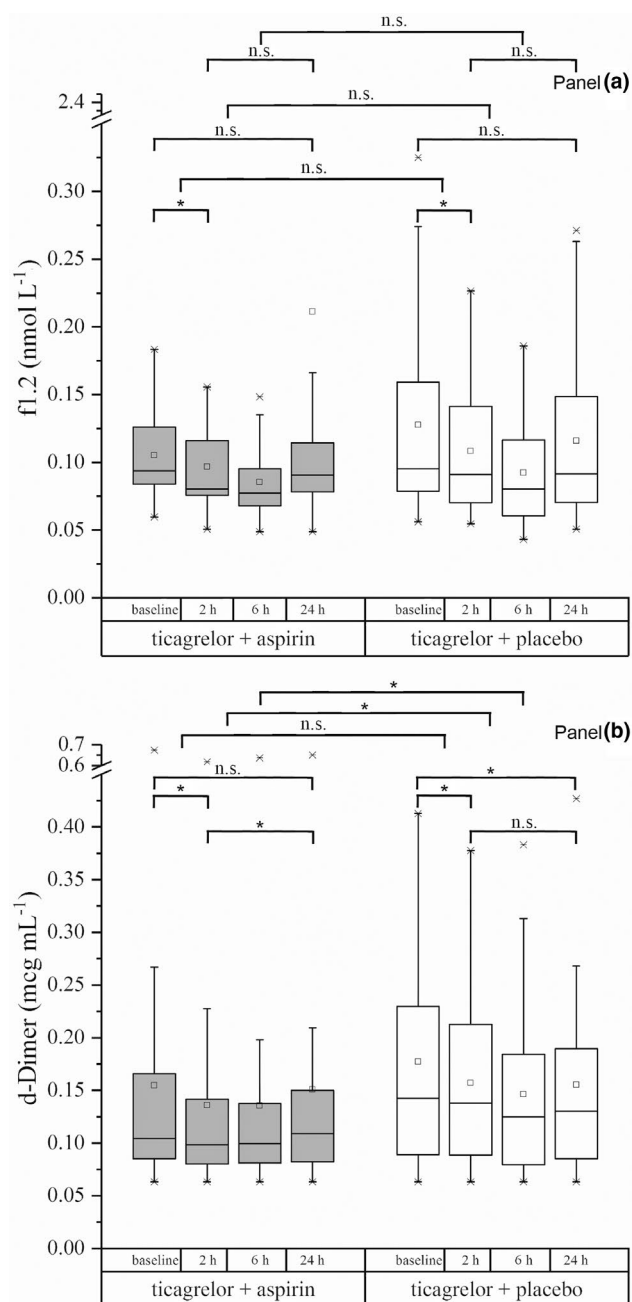 n.s.
n.s. n.s.
Panel (a)
2.4
n.s.
n.s. n.s.
n.s.
* *
0.30
0.25
0.20
0.15
0.10
0.05
0.00
f1.2 (nmol L⁻¹)
baseline 2 h 6 h 24 h baseline 2 h 6 h 24 h
ticagrelor + aspirin ticagrelor + placebo
*
*
n.s.
Panel (b)
0.7
0.6
n.s. *
* *
* n.s.
0.40
0.35
0.30
0.25
0.20
0.15
0.10
0.05
0.00
d-Dimer (mcg mL⁻¹)
baseline 2 h 6 h 24 h baseline 2 h 6 h 24 h
ticagrelor + aspirin ticagrelor + placebo